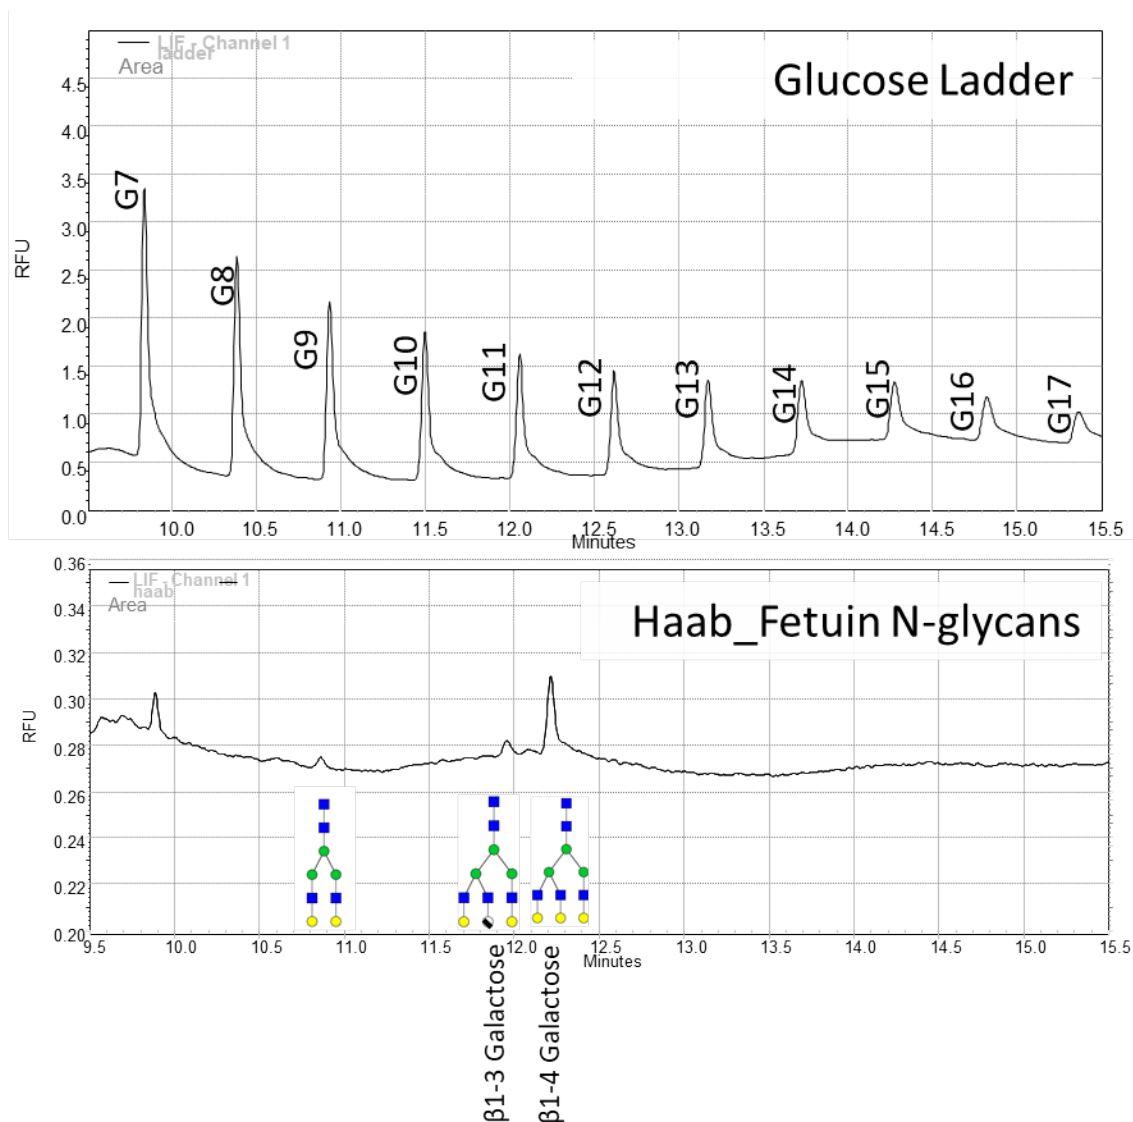 LIF - Channel 1
ladder
Area
Glucose Ladder
4.5
4.0
3.5
3.0
2.5
2.0
1.5
1.0
0.5
0.0
RFU
G7
G8
G9
G10
G11
G12
G13
G14
G15
G16
G17
10.0 10.5 11.0 11.5 12.0 12.5 13.0 13.5 14.0 14.5 15.0 15.5
Minutes
0.36
0.34
0.32
0.30
0.28
0.26
0.24
0.22
0.20
RFU
LIF - Channel 1
haab
Area
Haab_Fetuin N-glycans
9.5 10.0 10.5 11.0 11.5 12.0 12.5 13.0 13.5 14.0 14.5 15.0 15.5
Minutes
β1-3 Galactose
β1-4 Galactose